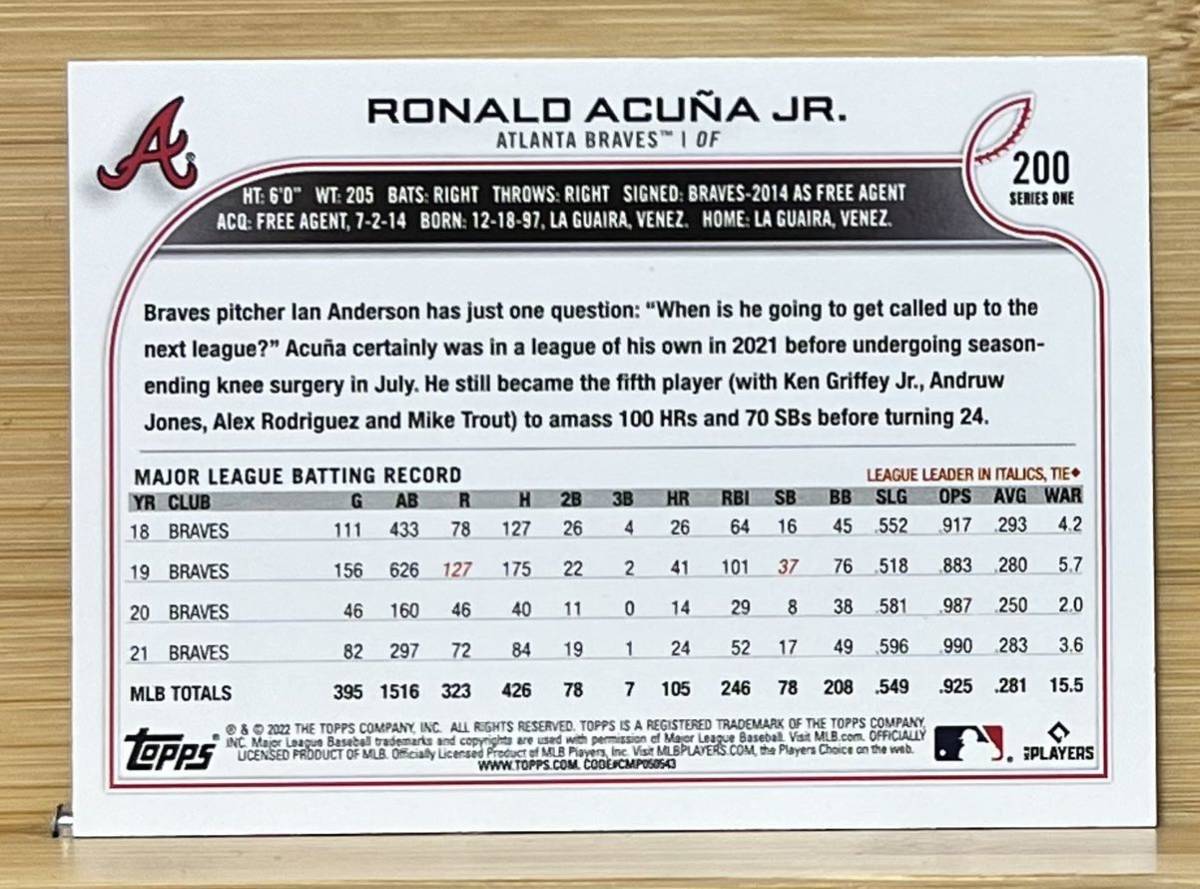 RONALD ACUÑA JR.
ATLANTA BRAVES™ | OF
A®
200
SERIES ONE
HT: 6'0" WT: 205 BATS: RIGHT THROWS: RIGHT SIGNED: BRAVES-2014 AS FREE AGENT
ACQ: FREE AGENT, 7-2-14 BORN: 12-18-97, LA GUAIRA, VENEZ. HOME: LA GUAIRA, VENEZ.
Braves pitcher Ian Anderson has just one question: “When is he going to get called up to the
next league?” Acuña certainly was in a league of his own in 2021 before undergoing season-
ending knee surgery in July. He still became the fifth player (with Ken Griffey Jr., Andruw
Jones, Alex Rodriguez and Mike Trout) to amass 100 HRs and 70 SBs before turning 24.
MAJOR LEAGUE BATTING RECORD LEAGUE LEADER IN ITALICS, TIE◆
YR CLUB G AB R H 2B 3B HR RBI SB BB SLG OPS AVG WAR
18 BRAVES 111 433 78 127 26 4 26 64 16 45 .552 .917 .293 4.2
19 BRAVES 156 626 127 175 22 2 41 101 37 76 .518 .883 .280 5.7
20 BRAVES 46 160 46 40 11 0 14 29 8 38 .581 .987 .250 2.0
21 BRAVES 82 297 72 84 19 1 24 52 17 49 .596 .990 .283 3.6
MLB TOTALS 395 1516 323 426 78 7 105 246 78 208 .549 .925 .281 15.5
Topps®
® & © 2022 THE TOPPS COMPANY, INC. ALL RIGHTS RESERVED. TOPPS IS A REGISTERED TRADEMARK OF THE TOPPS COMPANY,
INC. Major League Baseball trademarks and copyrights are used with permission of Major League Baseball. Visit MLB.com. OFFICIALLY
LICENSED PRODUCT OF MLB. Officially Licensed Product of MLB Players, Inc. Visit MLBPLAYERS.COM, the Players Choice on the web.
WWW.TOPPS.COM. CODE#CMP050543
MLB PLAYERS